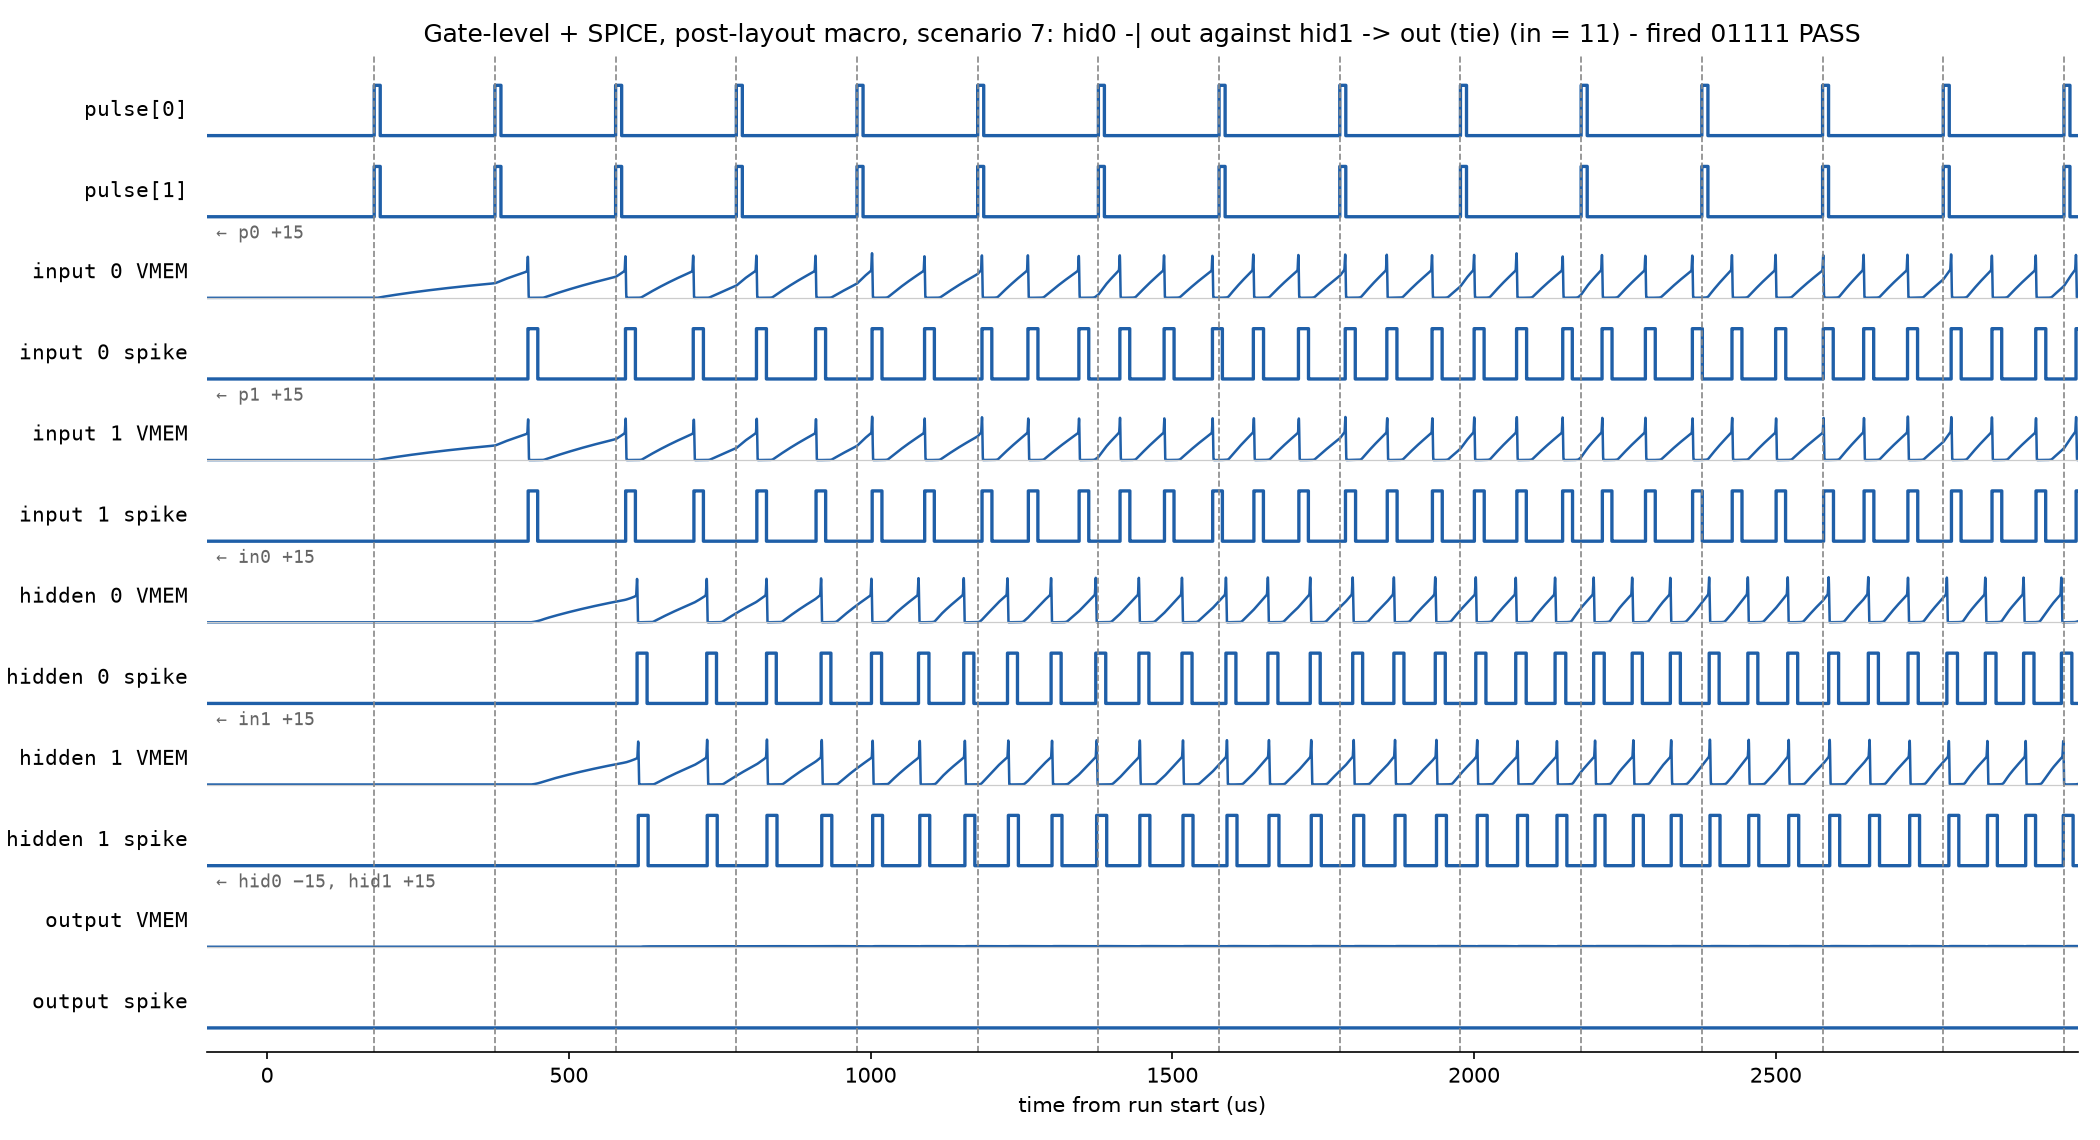 Gate-level + SPICE, post-layout macro, scenario 7: hid0 -| out against hid1 -> out (tie) (in = 11) - fired 01111 PASS
pulse[0]
pulse[1]
← p0 +15
input 0 VMEM
input 0 spike
← p1 +15
input 1 VMEM
input 1 spike
← in0 +15
hidden 0 VMEM
hidden 0 spike
← in1 +15
hidden 1 VMEM
hidden 1 spike
← hid0 −15, hid1 +15
output VMEM
output spike
0 500 1000 1500 2000 2500
time from run start (us)